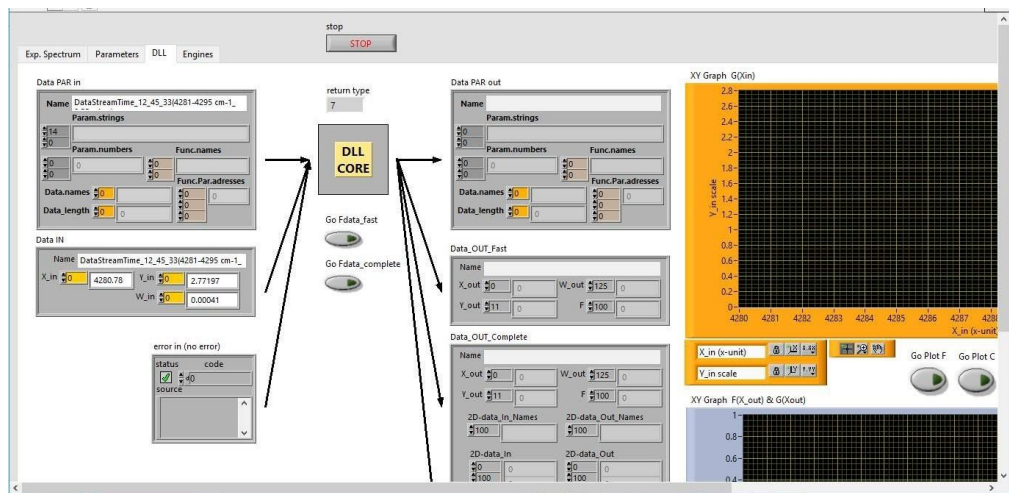 stop
STOP
Exp. Spectrum Parameters DLL Engines
Data PAR in
Name DataStreamTime_12_45_33(4281-4295 cm-1_
Param.strings
14
0
Param.numbers Func.names
0 0 0
0 0
Func.Par.adresses
Data.names 0 0 0
0
Data_length 0 0 0
Data IN
Name DataStreamTime_12_45_33(4281-4295 cm-1_
X_in 0 4280.78 Y_in 0 2.77197
W_in 0 0.00041
error in (no error)
status code
0
source
return type
7
DLL
CORE
Go Fdata_fast
Go Fdata_complete
Data PAR out
Name
Param.strings
0
0
Param.numbers Func.names
0 0 0
0 0
Func.Par.adresses
Data.names 0 0 0
0
Data_length 0 0 0
Data_OUT_Fast
Name
X_out 0 0 W_out 125 0
Y_out 11 0 F 100 0
Data_OUT_Complete
Name
X_out 0 0 W_out 125 0
Y_out 11 0 F 100 0
2D-data_In_Names 2D-data_Out_Names
100 100
2D-data_In 2D-data_Out
0 0 0 0
100 100
XY Graph G(Xin)
Y_in scale
2.8
2.6
2.4
2.2
2
1.8
1.6
1.4
1.2
1
0.8
0.6
0.4
0.2
0
4280 4281 4282 4283 4284 4285 4286 4287 4288
X_in (x-unit)
X_in (x-unit)
Y_in scale
Go Plot F Go Plot C
XY Graph F(X_out) & G(Xout)
1
0.8
0.6
0.4